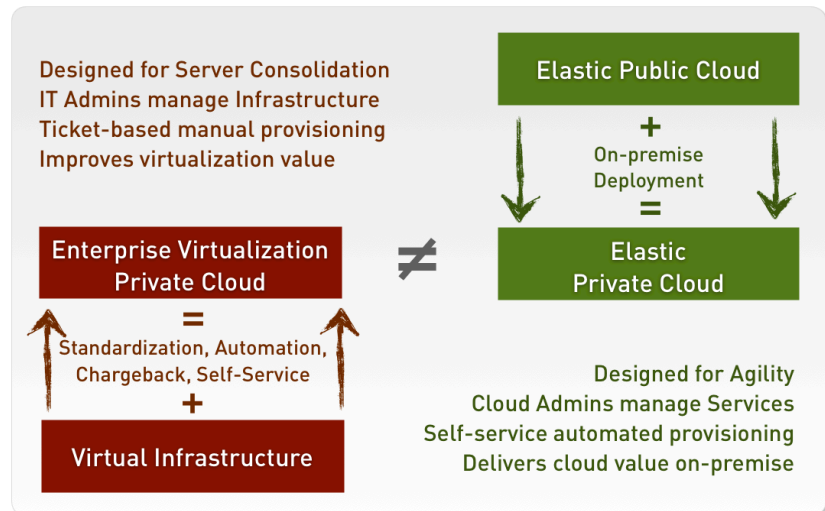 Designed for Server Consolidation
IT Admins manage Infrastructure
Ticket-based manual provisioning
Improves virtualization value
Elastic Public Cloud
+
On-premise
Deployment
=
Elastic
Private Cloud
≠
Enterprise Virtualization
Private Cloud
=
Standardization, Automation,
Chargeback, Self-Service
+
Virtual Infrastructure
Designed for Agility
Cloud Admins manage Services
Self-service automated provisioning
Delivers cloud value on-premise